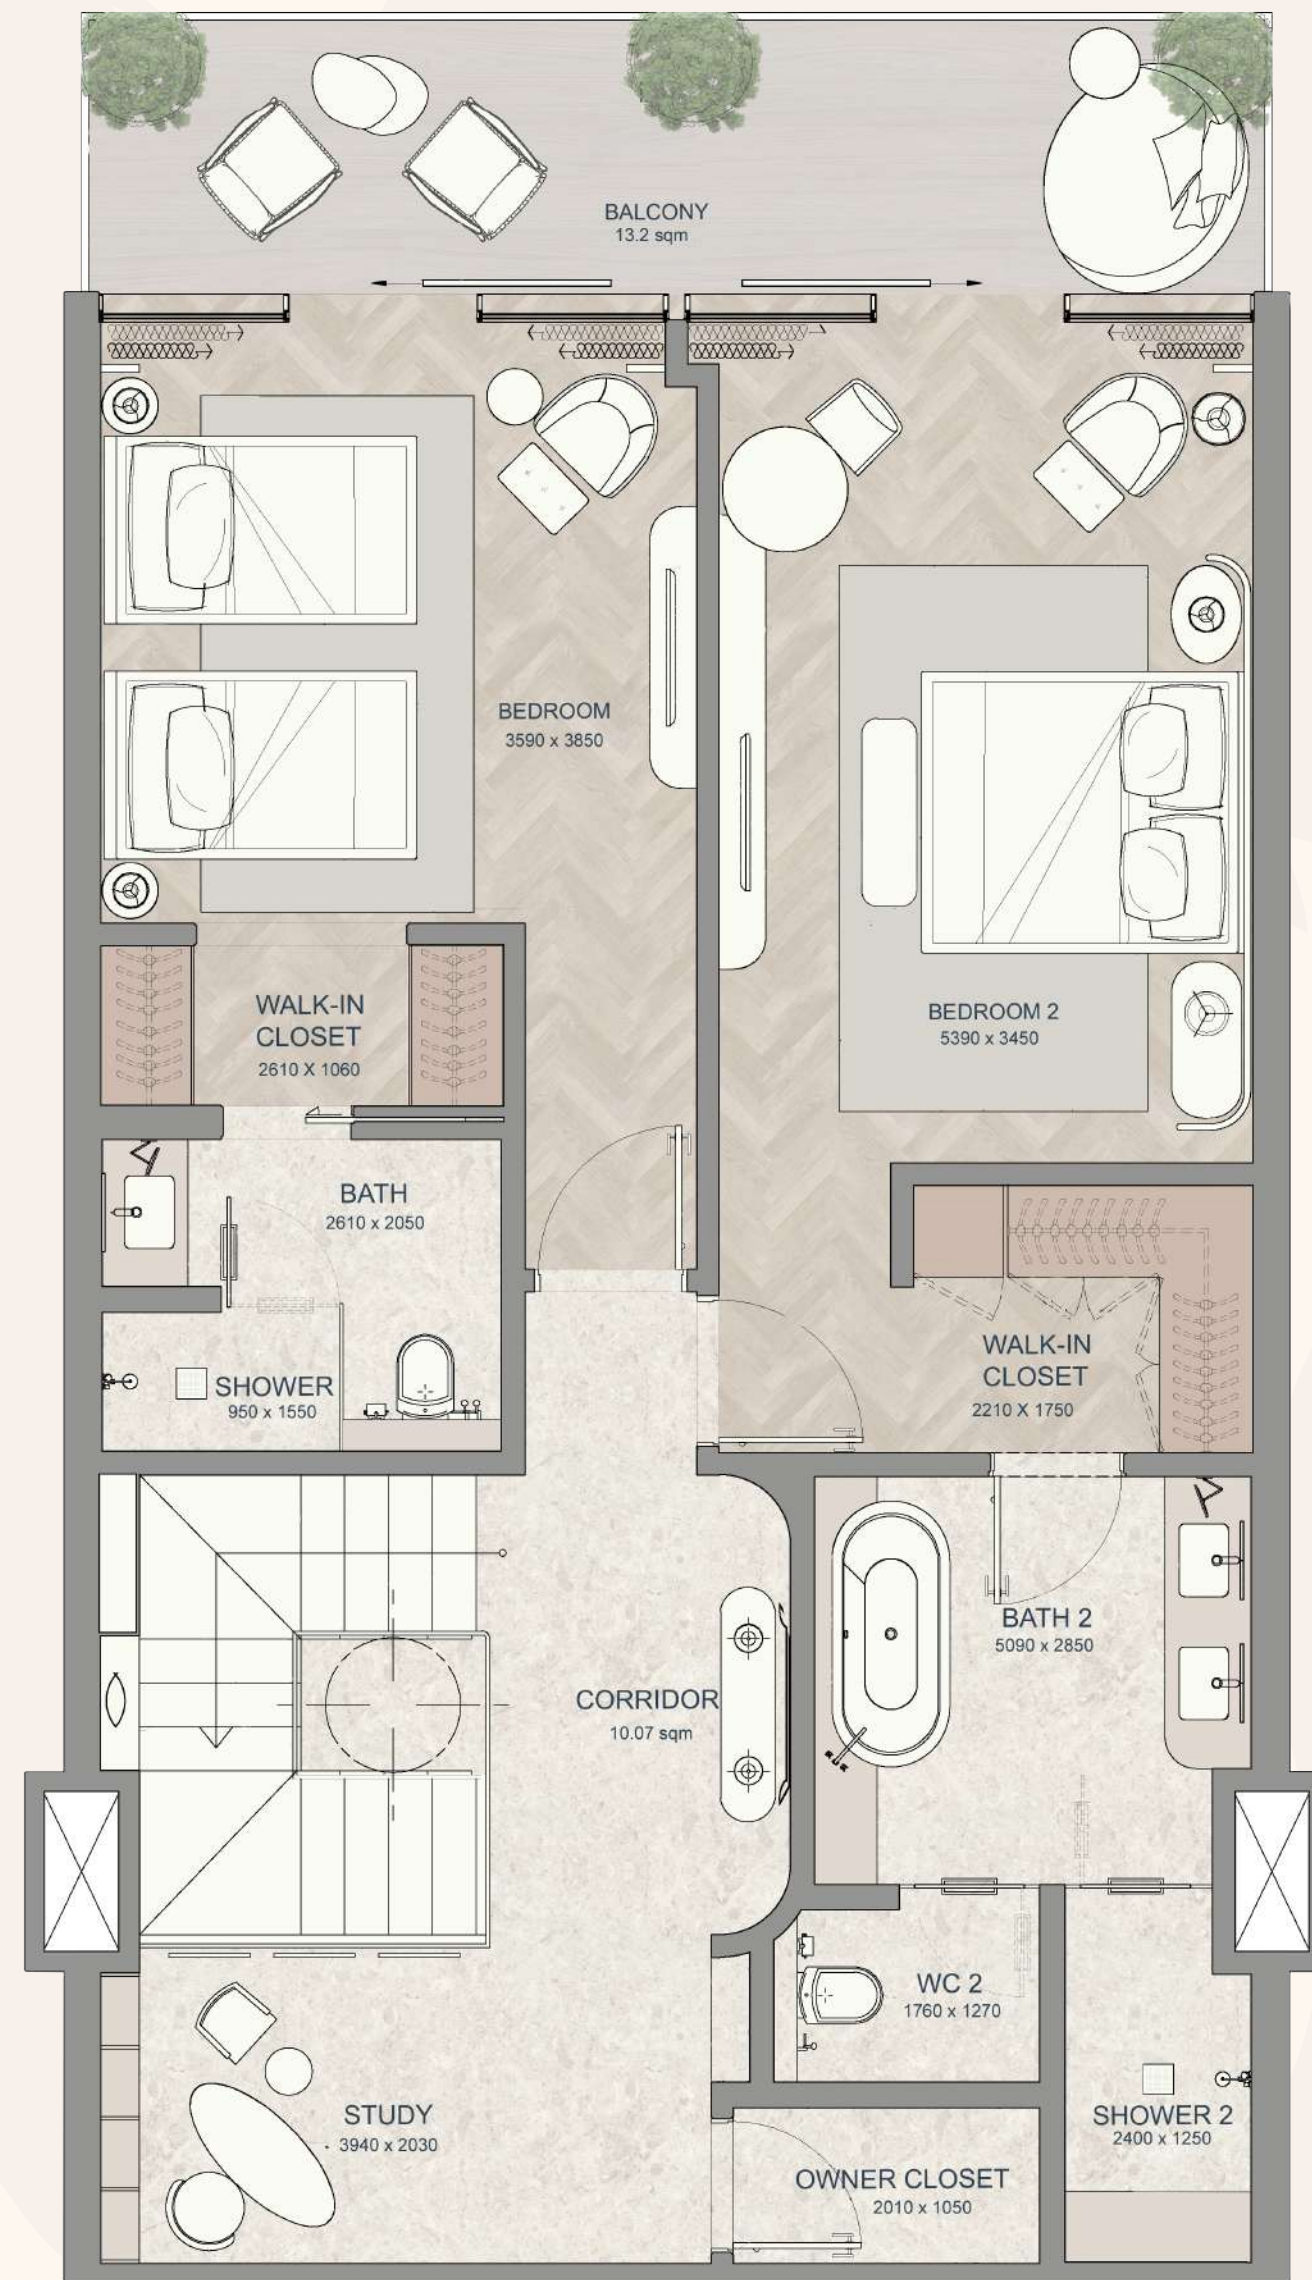 BALCONY
13.2 sqm
BEDROOM
3590 x 3850
BEDROOM 2
5390 x 3450
WALK-IN
CLOSET
2610 X 1060
BATH
2610 x 2050
SHOWER
950 x 1550
WALK-IN
CLOSET
2210 X 1750
BATH 2
5090 x 2850
CORRIDOR
10.07 sqm
WC 2
1760 x 1270
STUDY
3940 x 2030
SHOWER 2
2400 x 1250
OWNER CLOSET
2010 x 1050